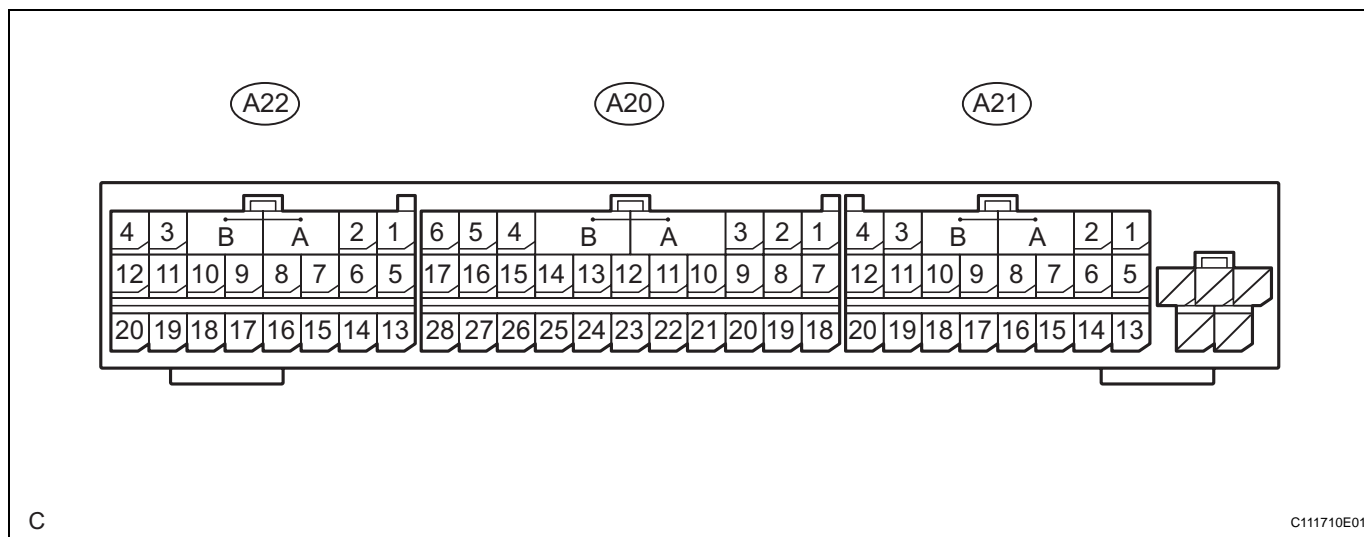 A22 A20 A21
4 3 B A 2 1 6 5 4 B A 3 2 1 4 3 B A 2 1
12 11 10 9 8 7 6 5 17 16 15 14 13 12 11 10 9 8 7 12 11 10 9 8 7 6 5
20 19 18 17 16 15 14 13 28 27 26 25 24 23 22 21 20 19 18 20 19 18 17 16 15 14 13
C C111710E01